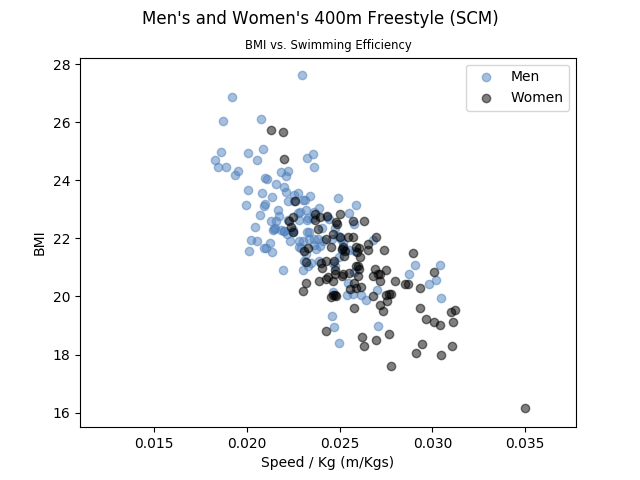 Men's and Women's 400m Freestyle (SCM)
BMI vs. Swimming Efficiency
Men
Women
28
26
24
22
20
18
16
BMI
0.015
0.020
0.025
0.030
0.035
Speed / Kg (m/Kgs)